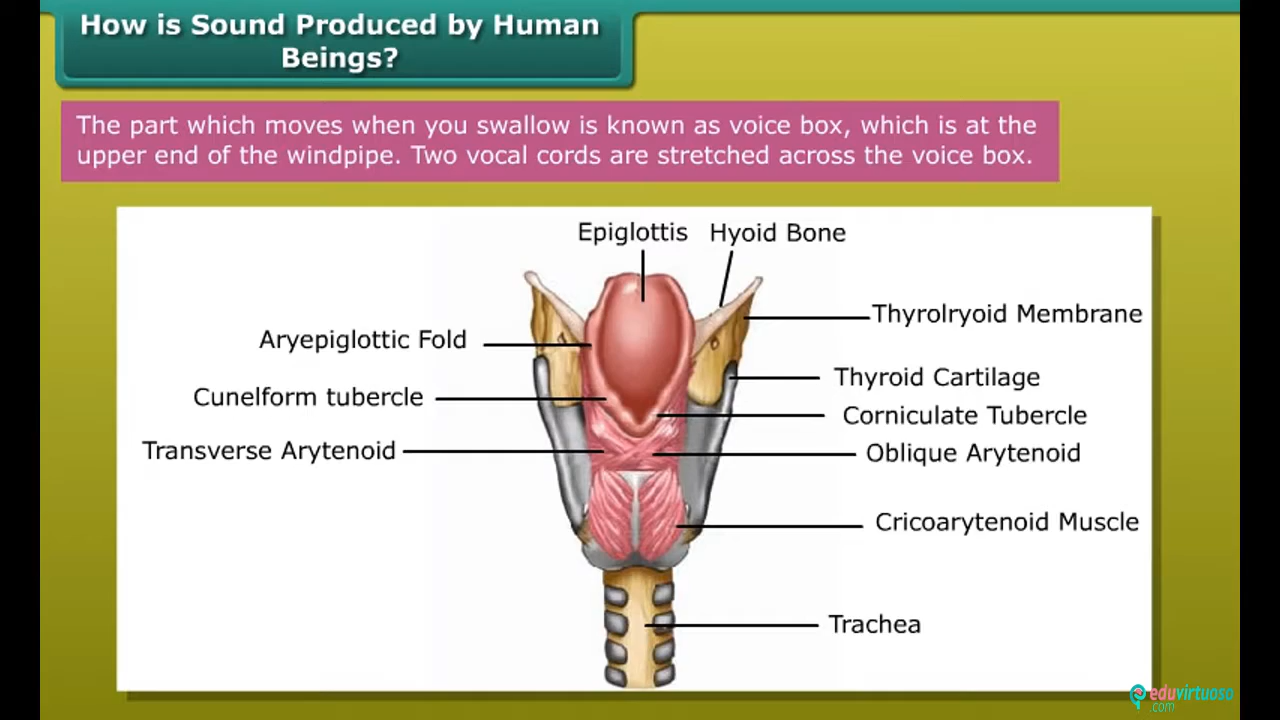 How is Sound Produced by Human
Beings?
The part which moves when you swallow is known as voice box, which is at the
upper end of the windpipe. Two vocal cords are stretched across the voice box.
Epiglottis
Hyoid Bone
Thyrolryoid Membrane
Aryepiglottic Fold
Thyroid Cartilage
Cunelform tubercle
Corniculate Tubercle
Transverse Arytenoid
Oblique Arytenoid
Cricoarytenoid Muscle
Trachea
eduvirtuoso
.com